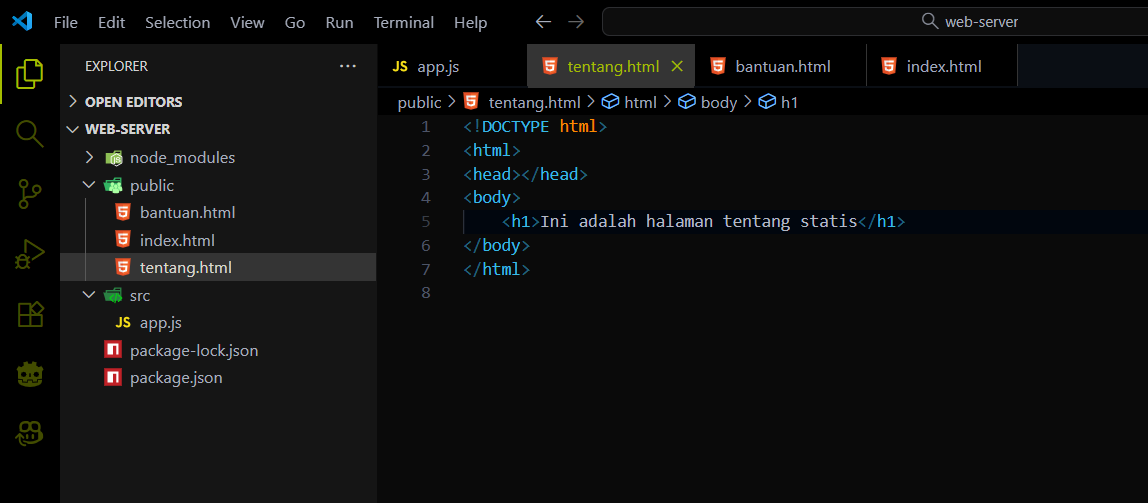 File Edit Selection View Go Run Terminal Help
web-server
EXPLORER
OPEN EDITORS
WEB-SERVER
node_modules
public
bantuan.html
index.html
tentang.html
src
JS app.js
package-lock.json
package.json
JS app.js tentang.html bantuan.html index.html
public > tentang.html > html > body > h1
1 <!DOCTYPE html>
2 <html>
3 <head></head>
4 <body>
5 <h1>Ini adalah halaman tentang statis</h1>
6 </body>
7 </html>
8